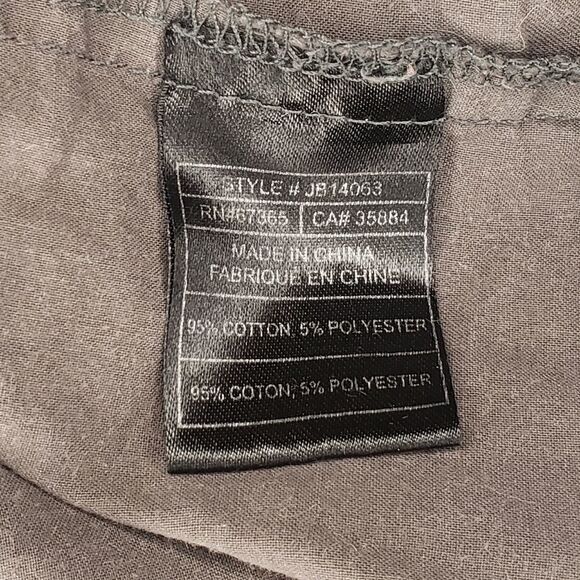 STYLE # JB14063
RN#67365 CA# 35884
MADE IN CHINA
FABRIQUE EN CHINE
95% COTTON, 5% POLYESTER
95% COTON, 5% POLYESTER